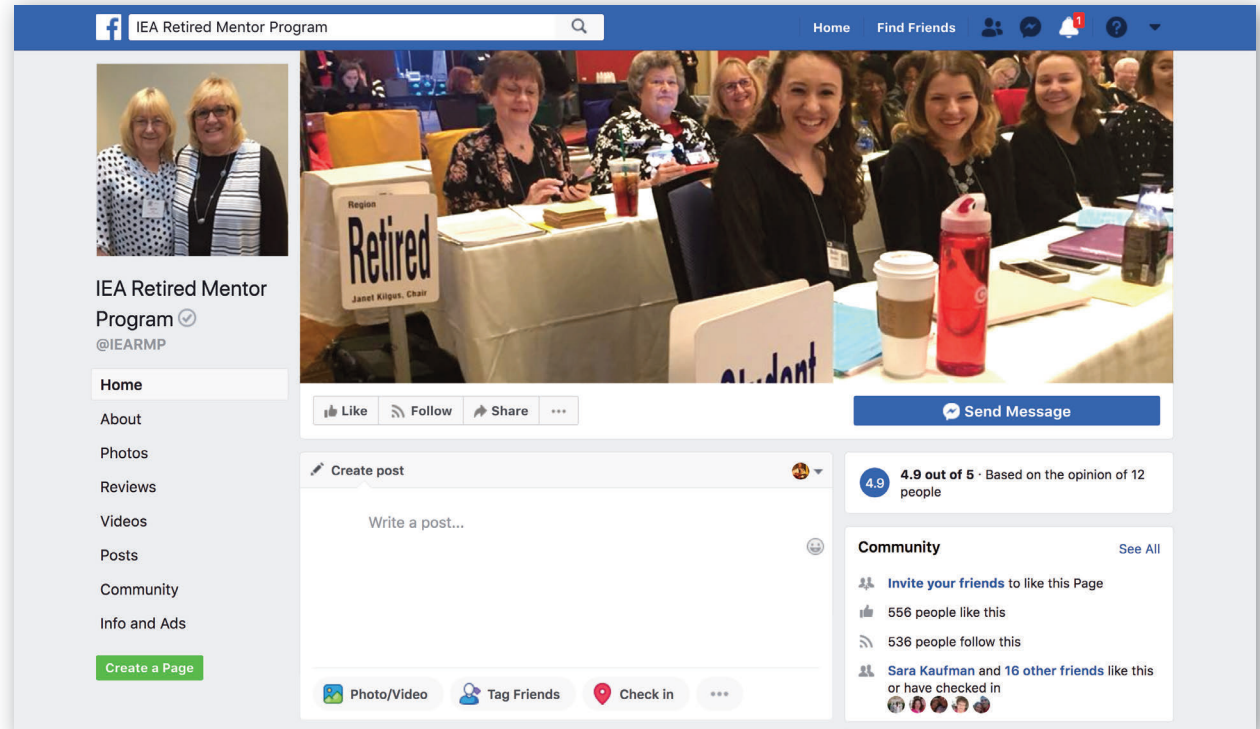 IEA Retired Mentor Program
Home
Find Friends
1
Region
Retired
Janet Kilgus, Chair
Student
IEA Retired Mentor
Program
@IEARMP
Home
About
Photos
Reviews
Videos
Posts
Community
Info and Ads
Create a Page
Like
Follow
Share
Send Message
Create post
Write a post...
Photo/Video
Tag Friends
Check in
4.9
4.9 out of 5 · Based on the opinion of 12
people
Community
See All
Invite your friends to like this Page
556 people like this
536 people follow this
Sara Kaufman and 16 other friends like this
or have checked in